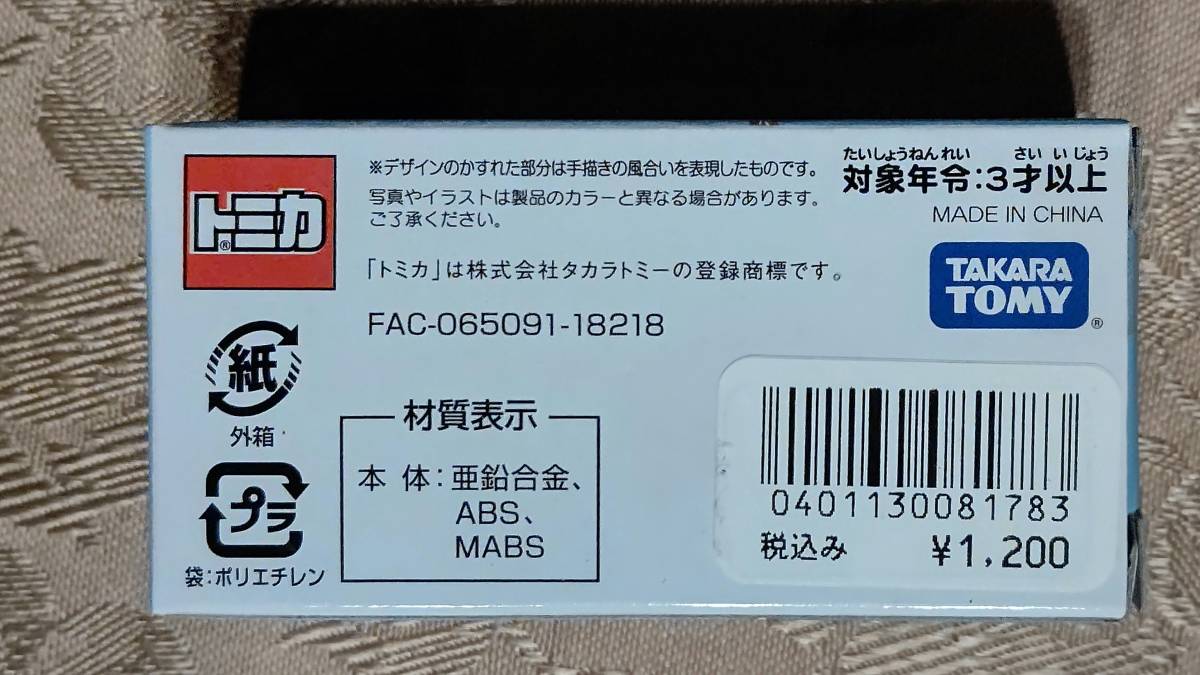 トミカ®
※デザインのかすれた部分は手描きの風合いを表現したものです。
写真やイラストは製品のカラーと異なる場合があります。
ご了承ください。
「トミカ」は株式会社タカラトミーの登録商標です。
FAC-065091-18218
たいしょうねんれい さいいじょう
対象年令:3才以上
MADE IN CHINA
TAKARA
TOMY®
紙
外箱
プラ
袋:ポリエチレン
材質表示
本 体:亜鉛合金、
ABS、
MABS
0401130081783
税込み ¥1,200